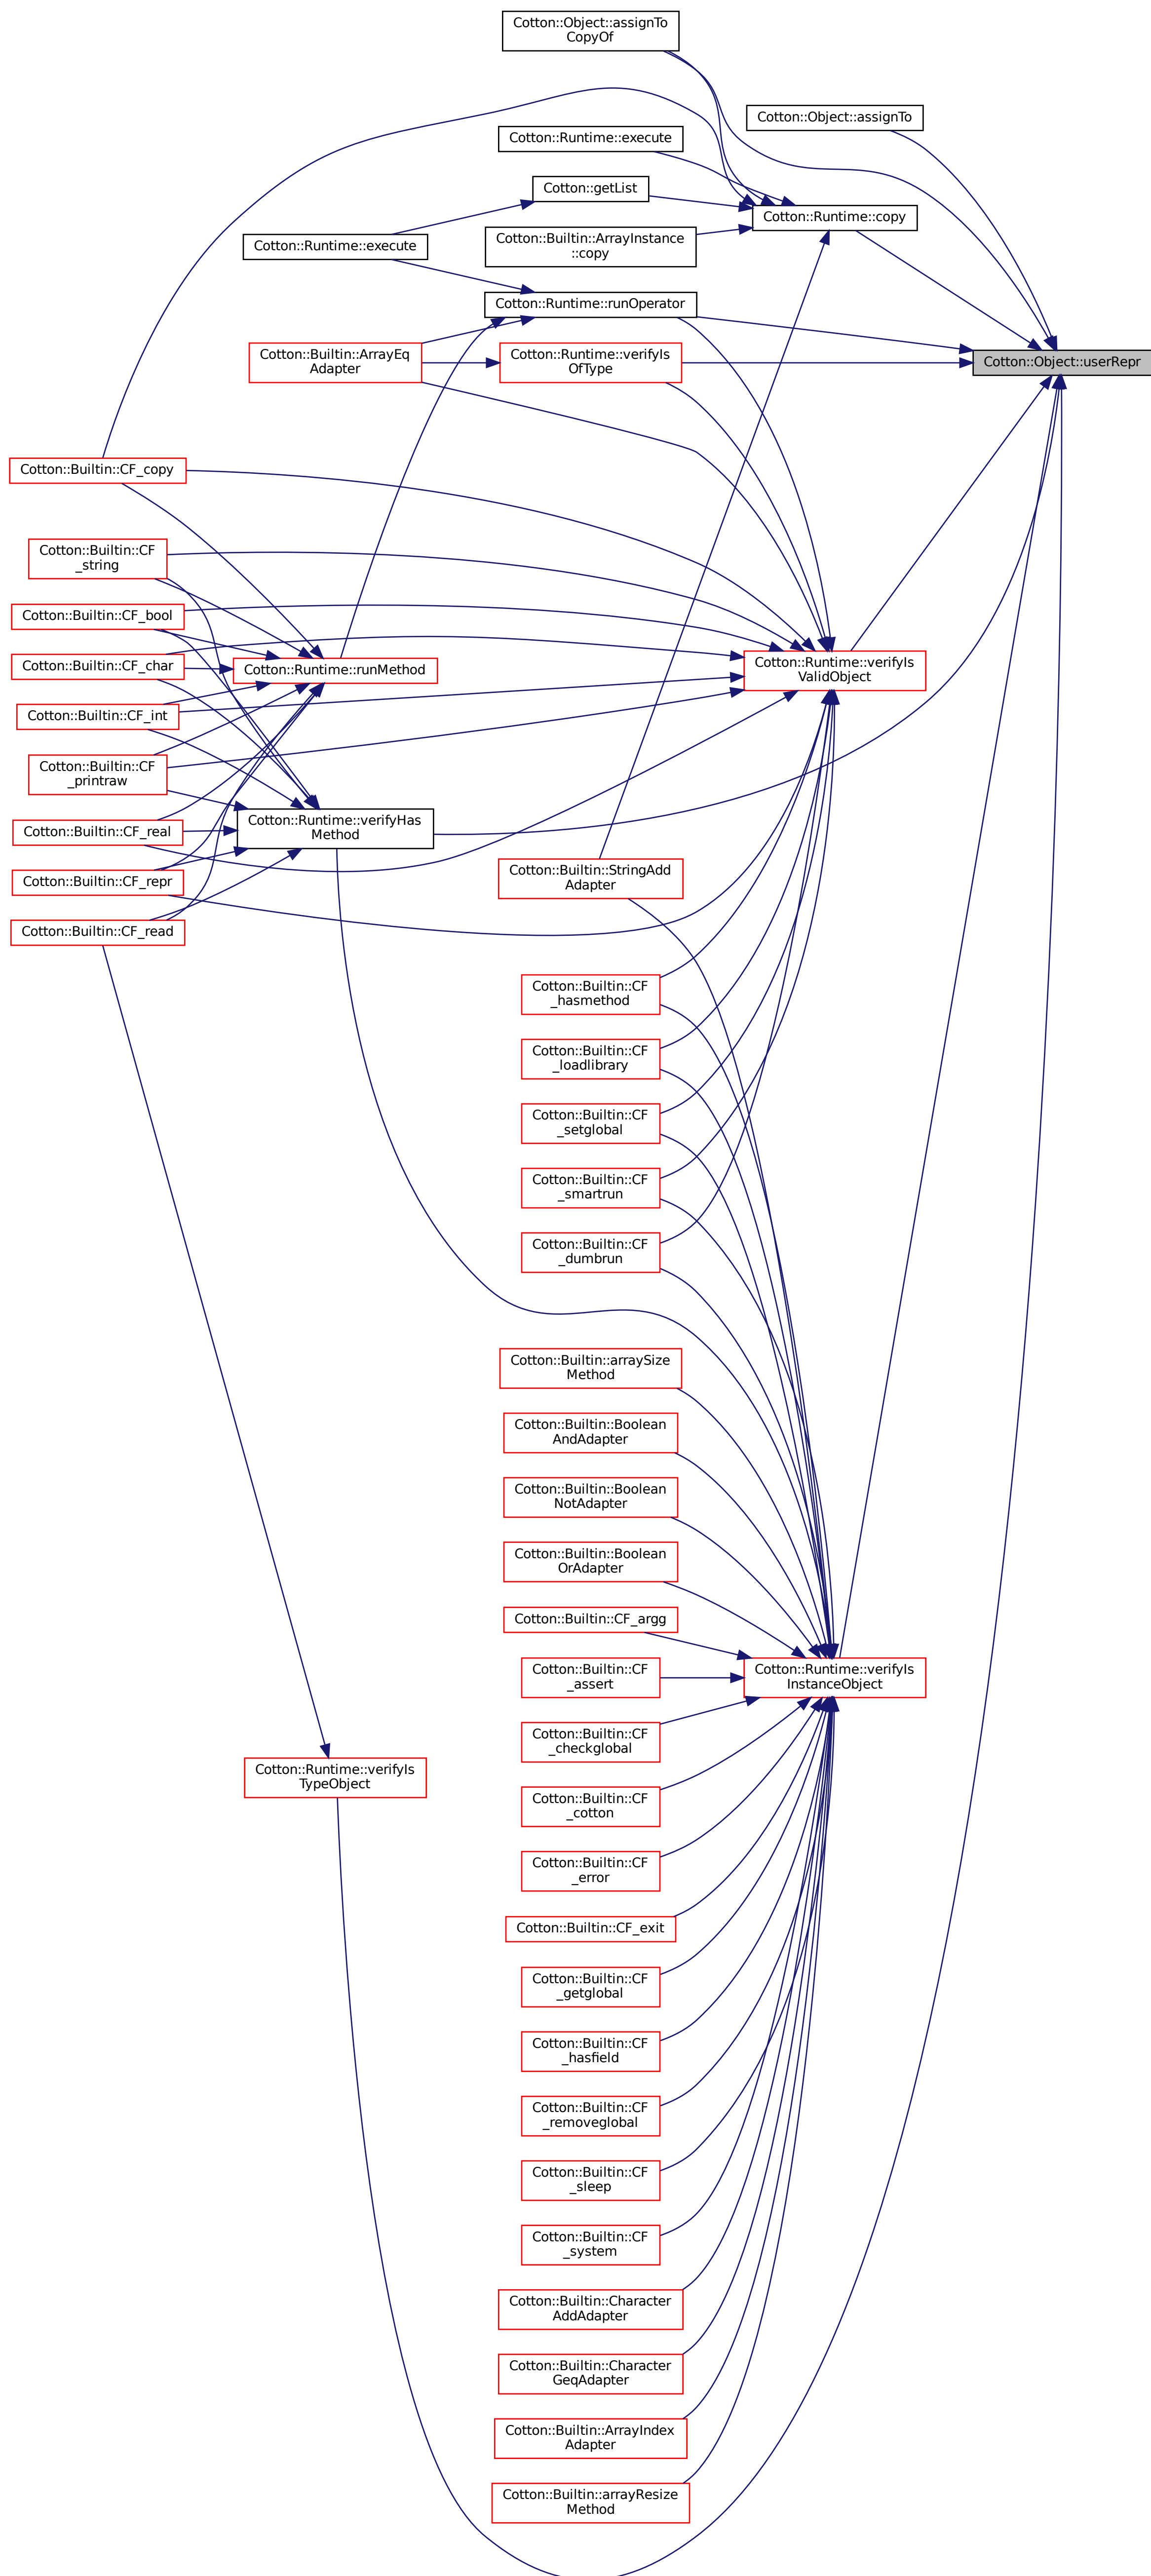 Cotton::Object::assignTo
CopyOf
Cotton::Object::assignTo
Cotton::Runtime::execute
Cotton::getList
Cotton::Runtime::copy
Cotton::Builtin::ArrayInstance
::copy
Cotton::Runtime::execute
Cotton::Runtime::runOperator
Cotton::Builtin::ArrayEq
Adapter
Cotton::Runtime::verifyIs
OfType
Cotton::Object::userRepr
Cotton::Builtin::CF_copy
Cotton::Builtin::CF
_string
Cotton::Builtin::CF_bool
Cotton::Builtin::CF_char
Cotton::Runtime::runMethod
Cotton::Runtime::verifyIs
ValidObject
Cotton::Builtin::CF_int
Cotton::Builtin::CF
_printraw
Cotton::Builtin::CF_real
Cotton::Runtime::verifyHas
Method
Cotton::Builtin::CF_repr
Cotton::Builtin::StringAdd
Adapter
Cotton::Builtin::CF_read
Cotton::Builtin::CF
_hasmethod
Cotton::Builtin::CF
_loadlibrary
Cotton::Builtin::CF
_setglobal
Cotton::Builtin::CF
_smartrun
Cotton::Builtin::CF
_dumbrun
Cotton::Builtin::arraySize
Method
Cotton::Builtin::Boolean
AndAdapter
Cotton::Builtin::Boolean
NotAdapter
Cotton::Builtin::Boolean
OrAdapter
Cotton::Builtin::CF_argg
Cotton::Builtin::CF
_assert
Cotton::Runtime::verifyIs
InstanceObject
Cotton::Builtin::CF
_checkglobal
Cotton::Runtime::verifyIs
TypeObject
Cotton::Builtin::CF
_cotton
Cotton::Builtin::CF
_error
Cotton::Builtin::CF_exit
Cotton::Builtin::CF
_getglobal
Cotton::Builtin::CF
_hasfield
Cotton::Builtin::CF
_removeglobal
Cotton::Builtin::CF
_sleep
Cotton::Builtin::CF
_system
Cotton::Builtin::Character
AddAdapter
Cotton::Builtin::Character
GeqAdapter
Cotton::Builtin::ArrayIndex
Adapter
Cotton::Builtin::arrayResize
Method